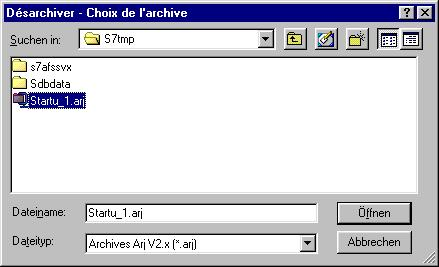 Désarchiver - Choix de l'archive
Suchen in: S7tmp
s7afssvx
Sdbdata
Startu_1.arj
Dateiname: Startu_1.arj
Öffnen
Dateityp: Archives Arj V2.x (*.arj)
Abbrechen